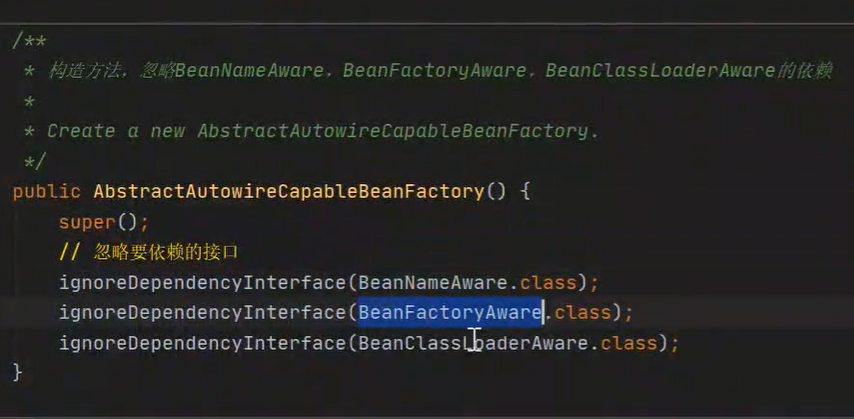 /**
 * 构造方法，忽略BeanNameAware，BeanFactoryAware，BeanClassLoaderAware的依赖
 *
 * Create a new AbstractAutowireCapableBeanFactory.
 */
public AbstractAutowireCapableBeanFactory() {
    super();
    // 忽略要依赖的接口
    ignoreDependencyInterface(BeanNameAware.class);
    ignoreDependencyInterface(BeanFactoryAware.class);
    ignoreDependencyInterface(BeanClassLoaderAware.class);
}